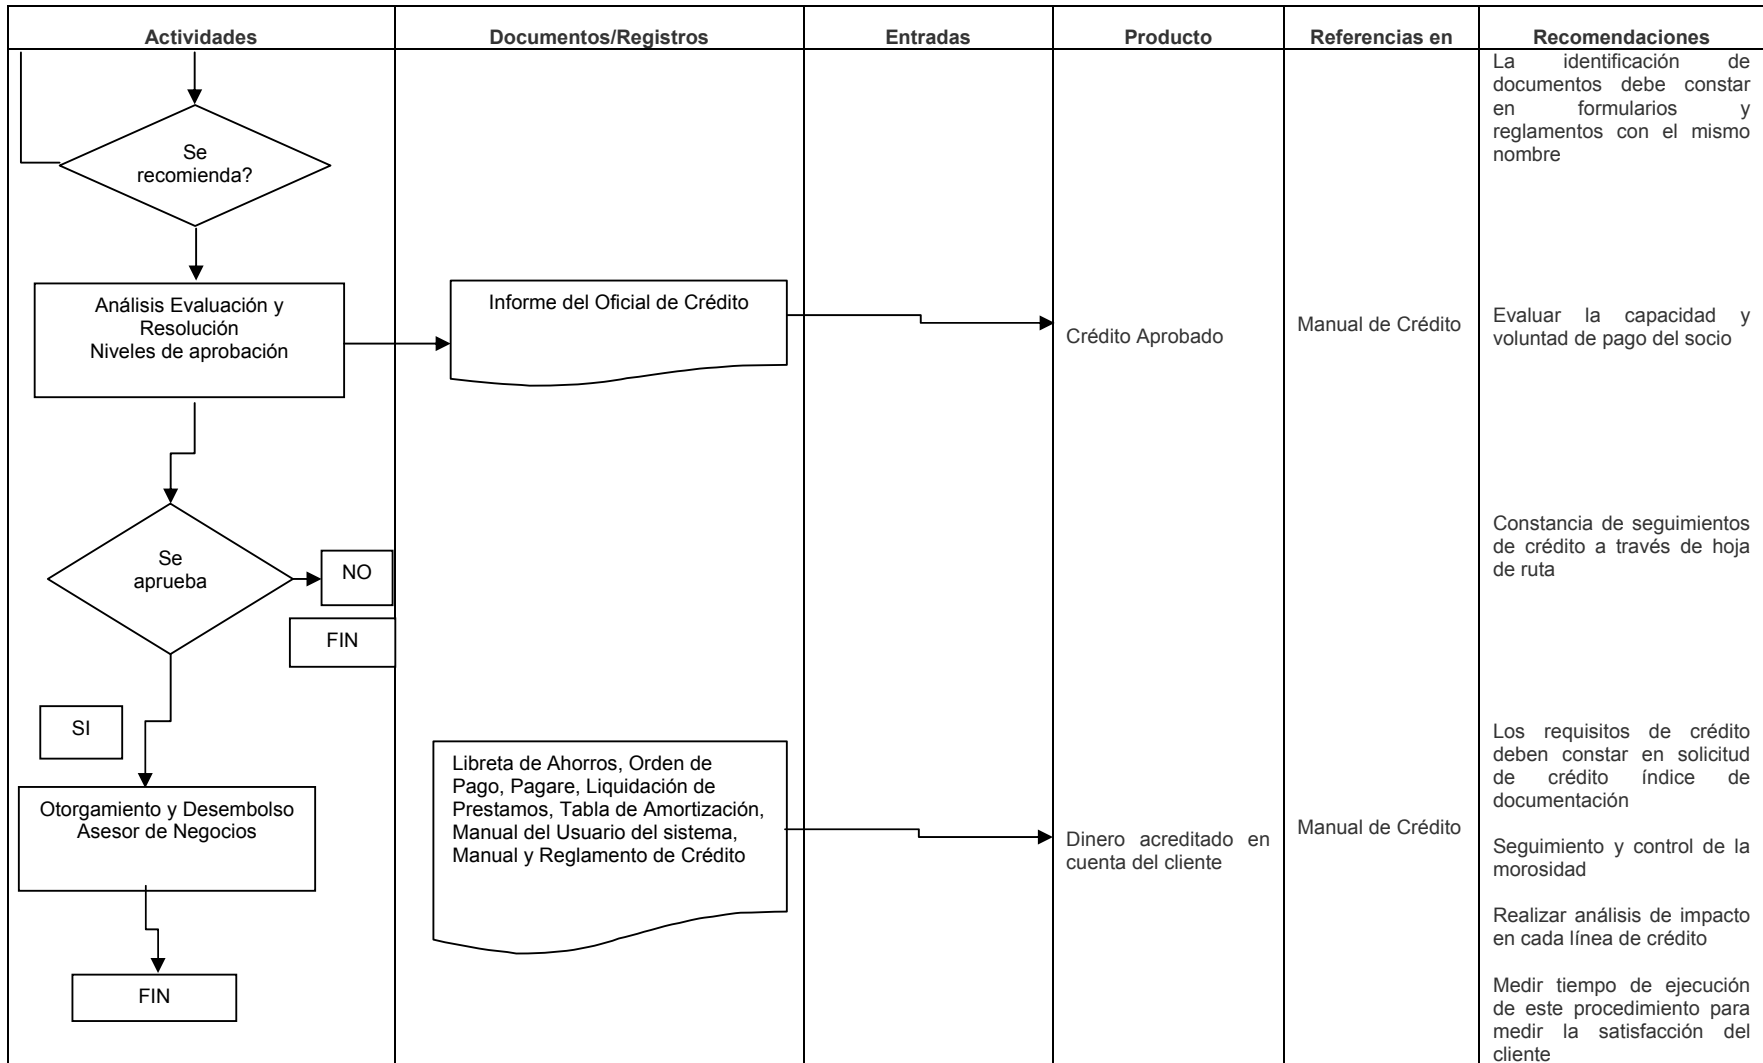 Actividades
Documentos/Registros
Entradas
Producto
Referencias en
Recomendaciones
Se
recomienda?
La identificación de
documentos debe constar
en formularios y
reglamentos con el mismo
nombre
Análisis Evaluación y
Resolución
Niveles de aprobación
Informe del Oficial de Crédito
Crédito Aprobado
Manual de Crédito
Evaluar la capacidad y
voluntad de pago del socio
Se
aprueba
NO
FIN
Constancia de seguimientos
de crédito a través de hoja
de ruta
SI
Otorgamiento y Desembolso
Asesor de Negocios
Libreta de Ahorros, Orden de
Pago, Pagare, Liquidación de
Prestamos, Tabla de Amortización,
Manual del Usuario del sistema,
Manual y Reglamento de Crédito
Dinero acreditado en
cuenta del cliente
Manual de Crédito
Los requisitos de crédito
deben constar en solicitud
de crédito índice de
documentación
Seguimiento y control de la
morosidad
Realizar análisis de impacto
en cada línea de crédito
Medir tiempo de ejecución
de este procedimiento para
medir la satisfacción del
cliente
FIN